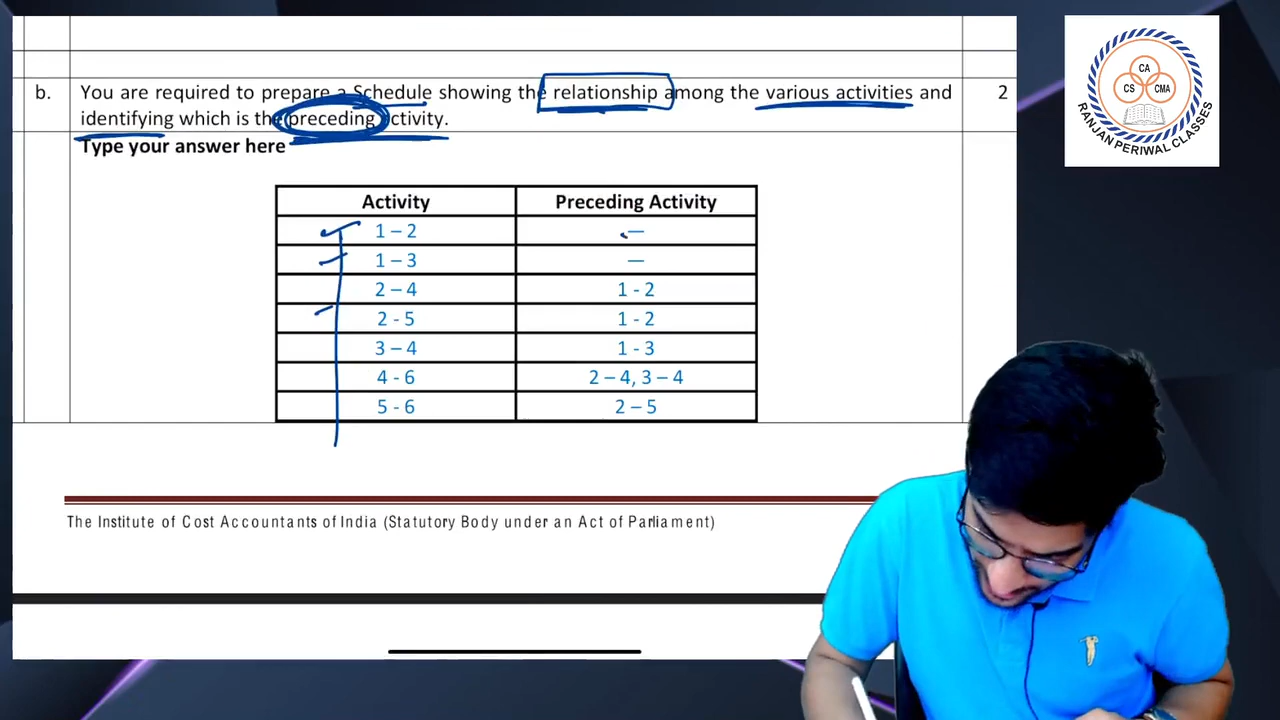 b. You are required to prepare a Schedule showing the relationship among the various activities and 2
identifying which is the preceding activity.
Type your answer here
Activity Preceding Activity
1 – 2 —
1 – 3 —
2 – 4 1 - 2
2 - 5 1 - 2
3 – 4 1 - 3
4 - 6 2 – 4, 3 – 4
5 - 6 2 – 5
The Institute of Cost Accountants of India (Statutory Body under an Act of Parliament)
CA
CS CMA
RANJAN PERIWAL CLASSES